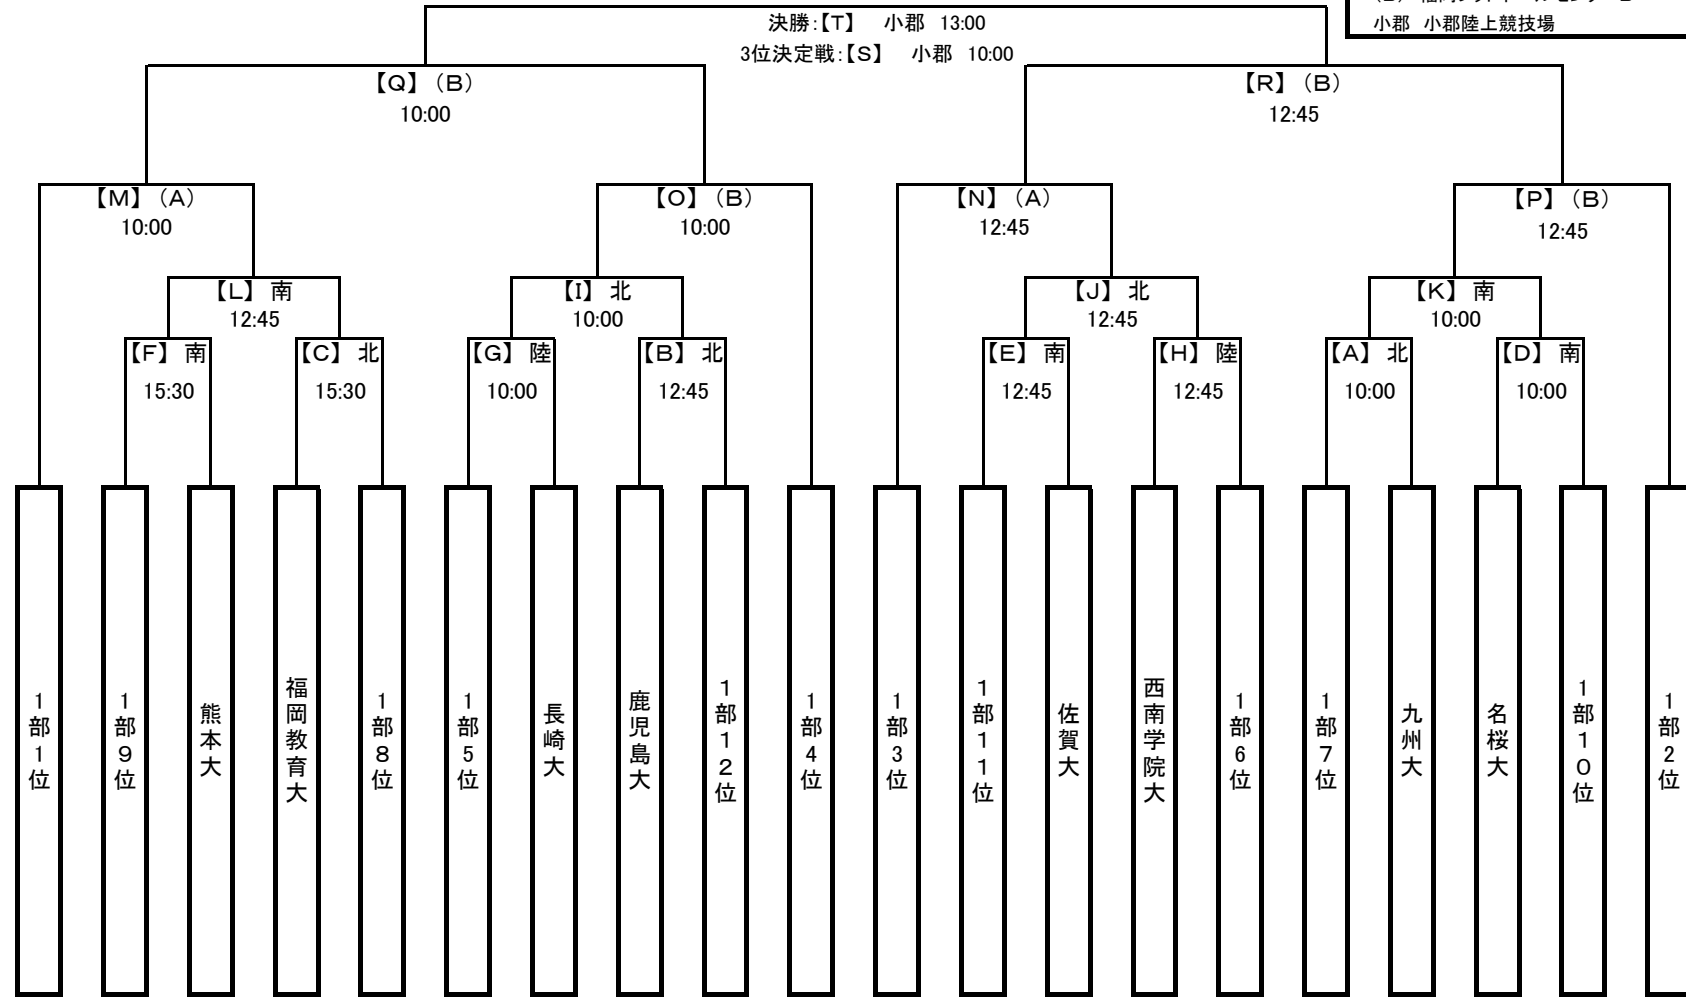 決勝:【T】 小郡 13:00
3位決定戦:【S】 小郡 10:00
小郡 小郡陸上競技場
【Q】(B)
10:00
【R】(B)
12:45
【M】(A)
10:00
【O】(B)
10:00
【N】(A)
12:45
【P】(B)
12:45
【L】 南
12:45
【I】 北
10:00
【J】 北
12:45
【K】 南
10:00
【F】 南
15:30
【C】 北
15:30
【G】 陸
10:00
【B】 北
12:45
【E】 南
12:45
【H】 陸
12:45
【A】 北
10:00
【D】 南
10:00
1部1位
1部9位
熊本大
福岡教育大
1部8位
1部5位
長崎大
鹿児島大
1部12位
1部4位
1部3位
1部11位
佐賀大
西南学院大
1部6位
1部7位
九州大
名桜大
1部10位
1部2位